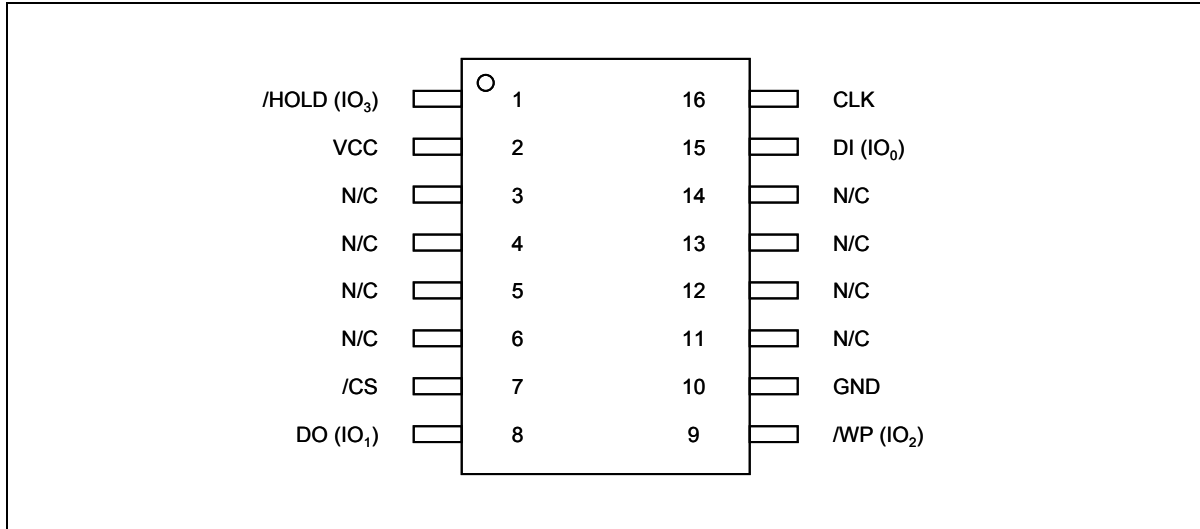 /HOLD (IO₃) 1 16 CLK
VCC 2 15 DI (IO₀)
N/C 3 14 N/C
N/C 4 13 N/C
N/C 5 12 N/C
N/C 6 11 N/C
/CS 7 10 GND
DO (IO₁) 8 9 /WP (IO₂)